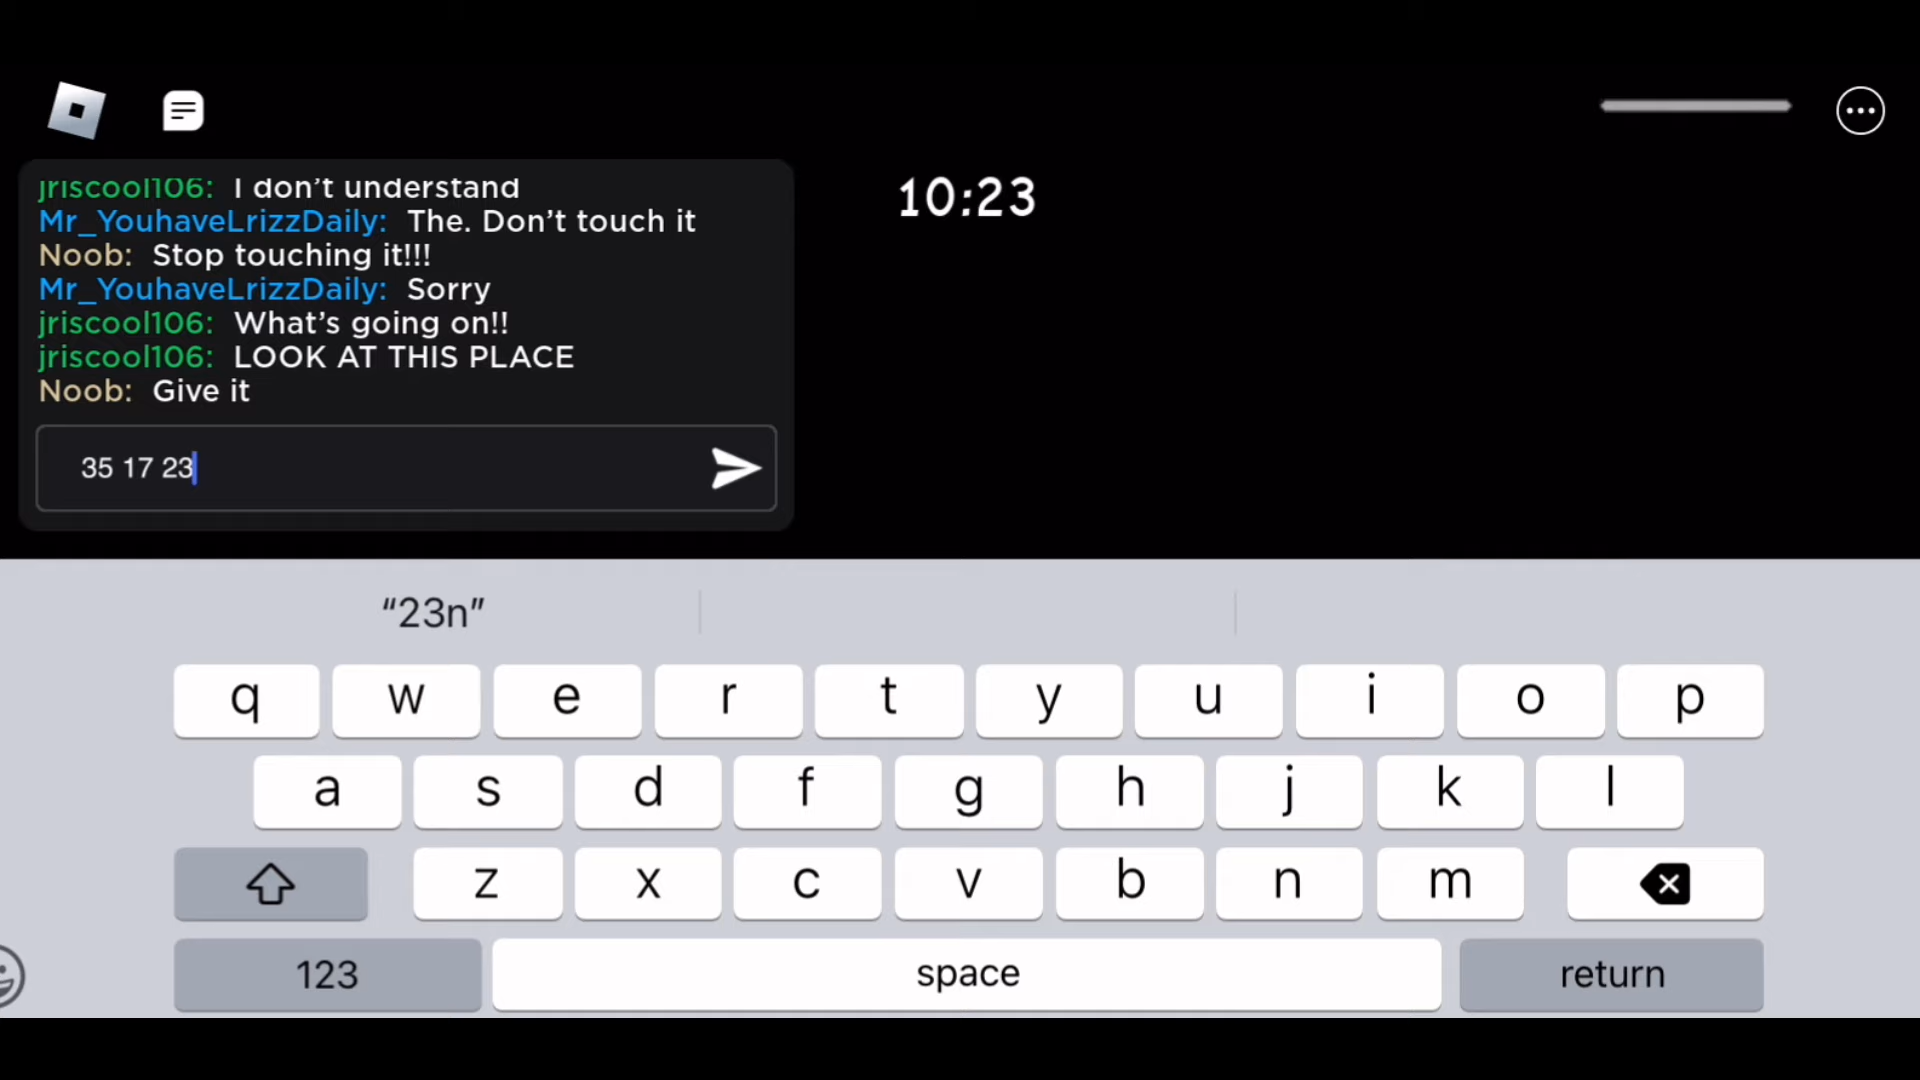 jriscool106: I don’t understand
Mr_YouhaveLrizzDaily: The. Don’t touch it
Noob: Stop touching it!!!
Mr_YouhaveLrizzDaily: Sorry
jriscool106: What’s going on!!
jriscool106: LOOK AT THIS PLACE
Noob: Give it
35 17 23
10:23
“23n”
q w e r t y u i o p
a s d f g h j k l
z x c v b n m
123 space return